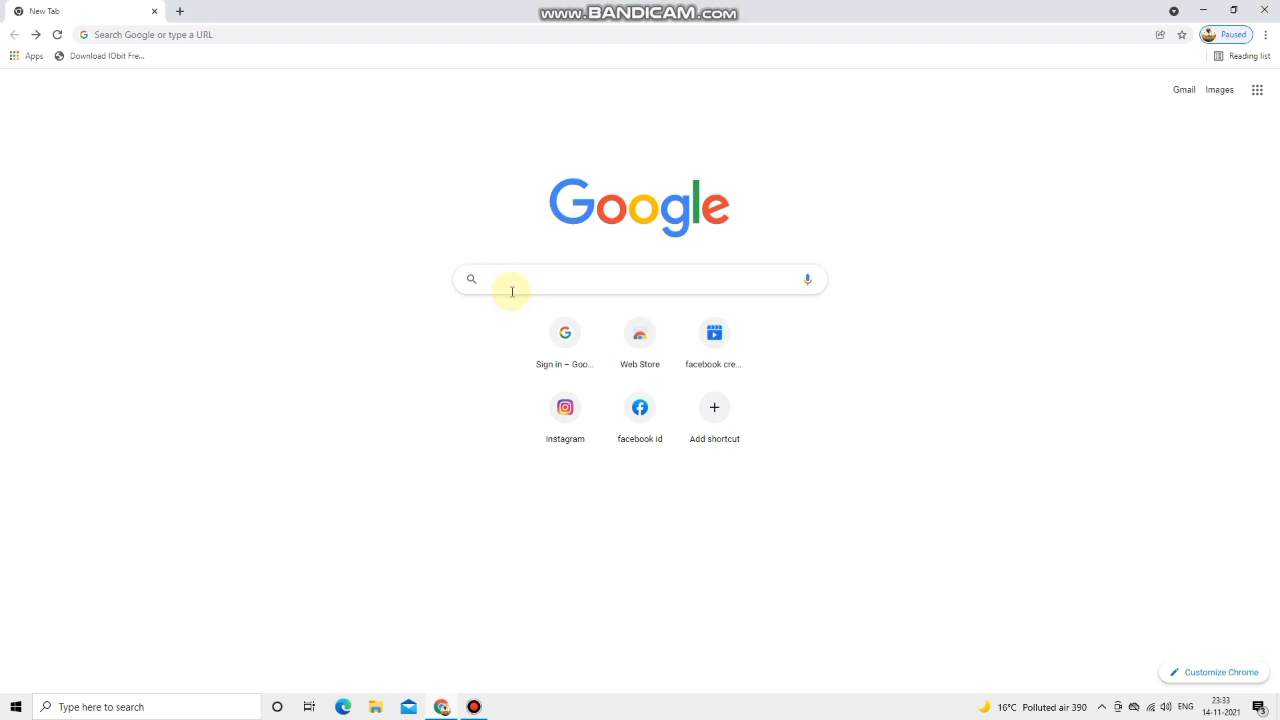 New Tab
www.BANDICAM.com
Search Google or type a URL
Paused
Apps
Download IObit Fre...
Reading list
Gmail
Images
Google
Sign in – Goo...
Web Store
facebook cre...
Instagram
facebook id
Add shortcut
Customize Chrome
Type here to search
16°C Polluted air 390
ENG
23:33
14-11-2021
3